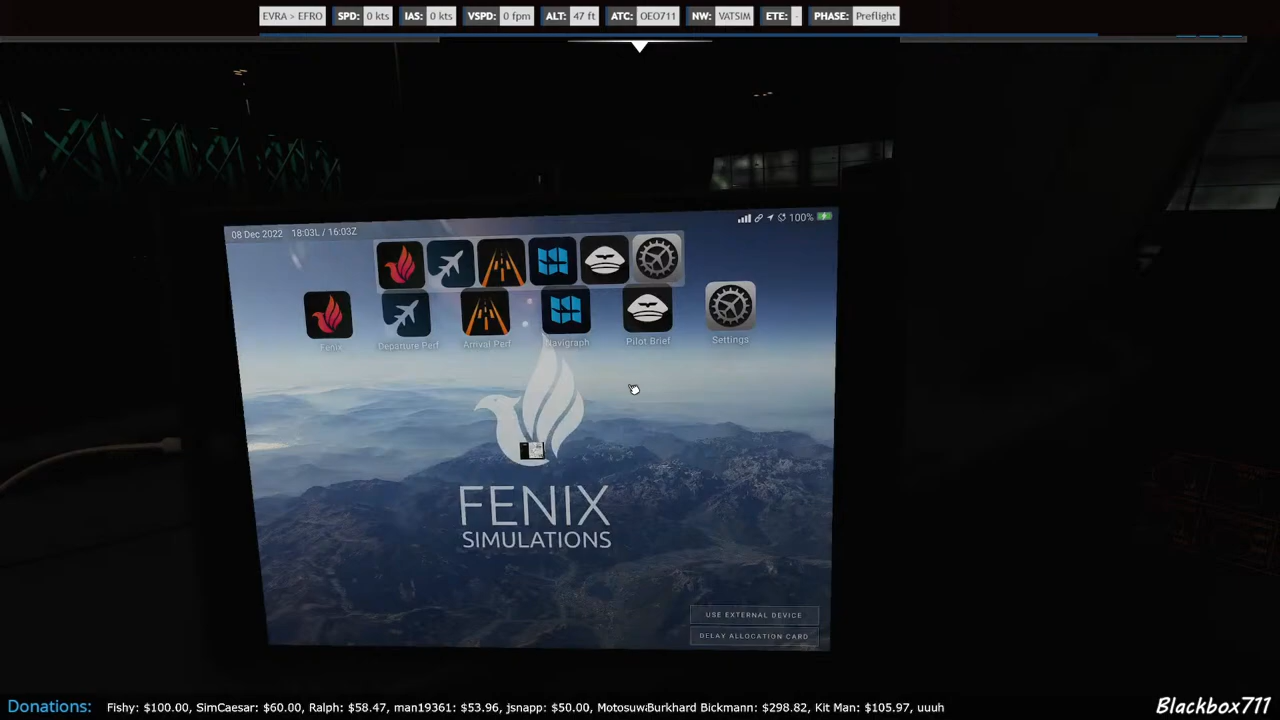 EVRA > EFRO SPD: 0 kts IAS: 0 kts VSPD: 0 fpm ALT: 47 ft ATC: OEO711 NW: VATSIM ETE: - PHASE: Preflight
08 Dec 2022 18:03L / 16:03Z 100%
Fenix Departure Perf Arrival Perf Navigraph Pilot Brief Settings
FENIX
SIMULATIONS
USE EXTERNAL DEVICE
DELAY ALLOCATION CARD
Donations: Fishy: $100.00, SimCaesar: $60.00, Ralph: $58.47, man19361: $53.96, jsnapp: $50.00, Burkhard Bickmann: $298.82, Kit Man: $105.97, uuuh
Blackbox711